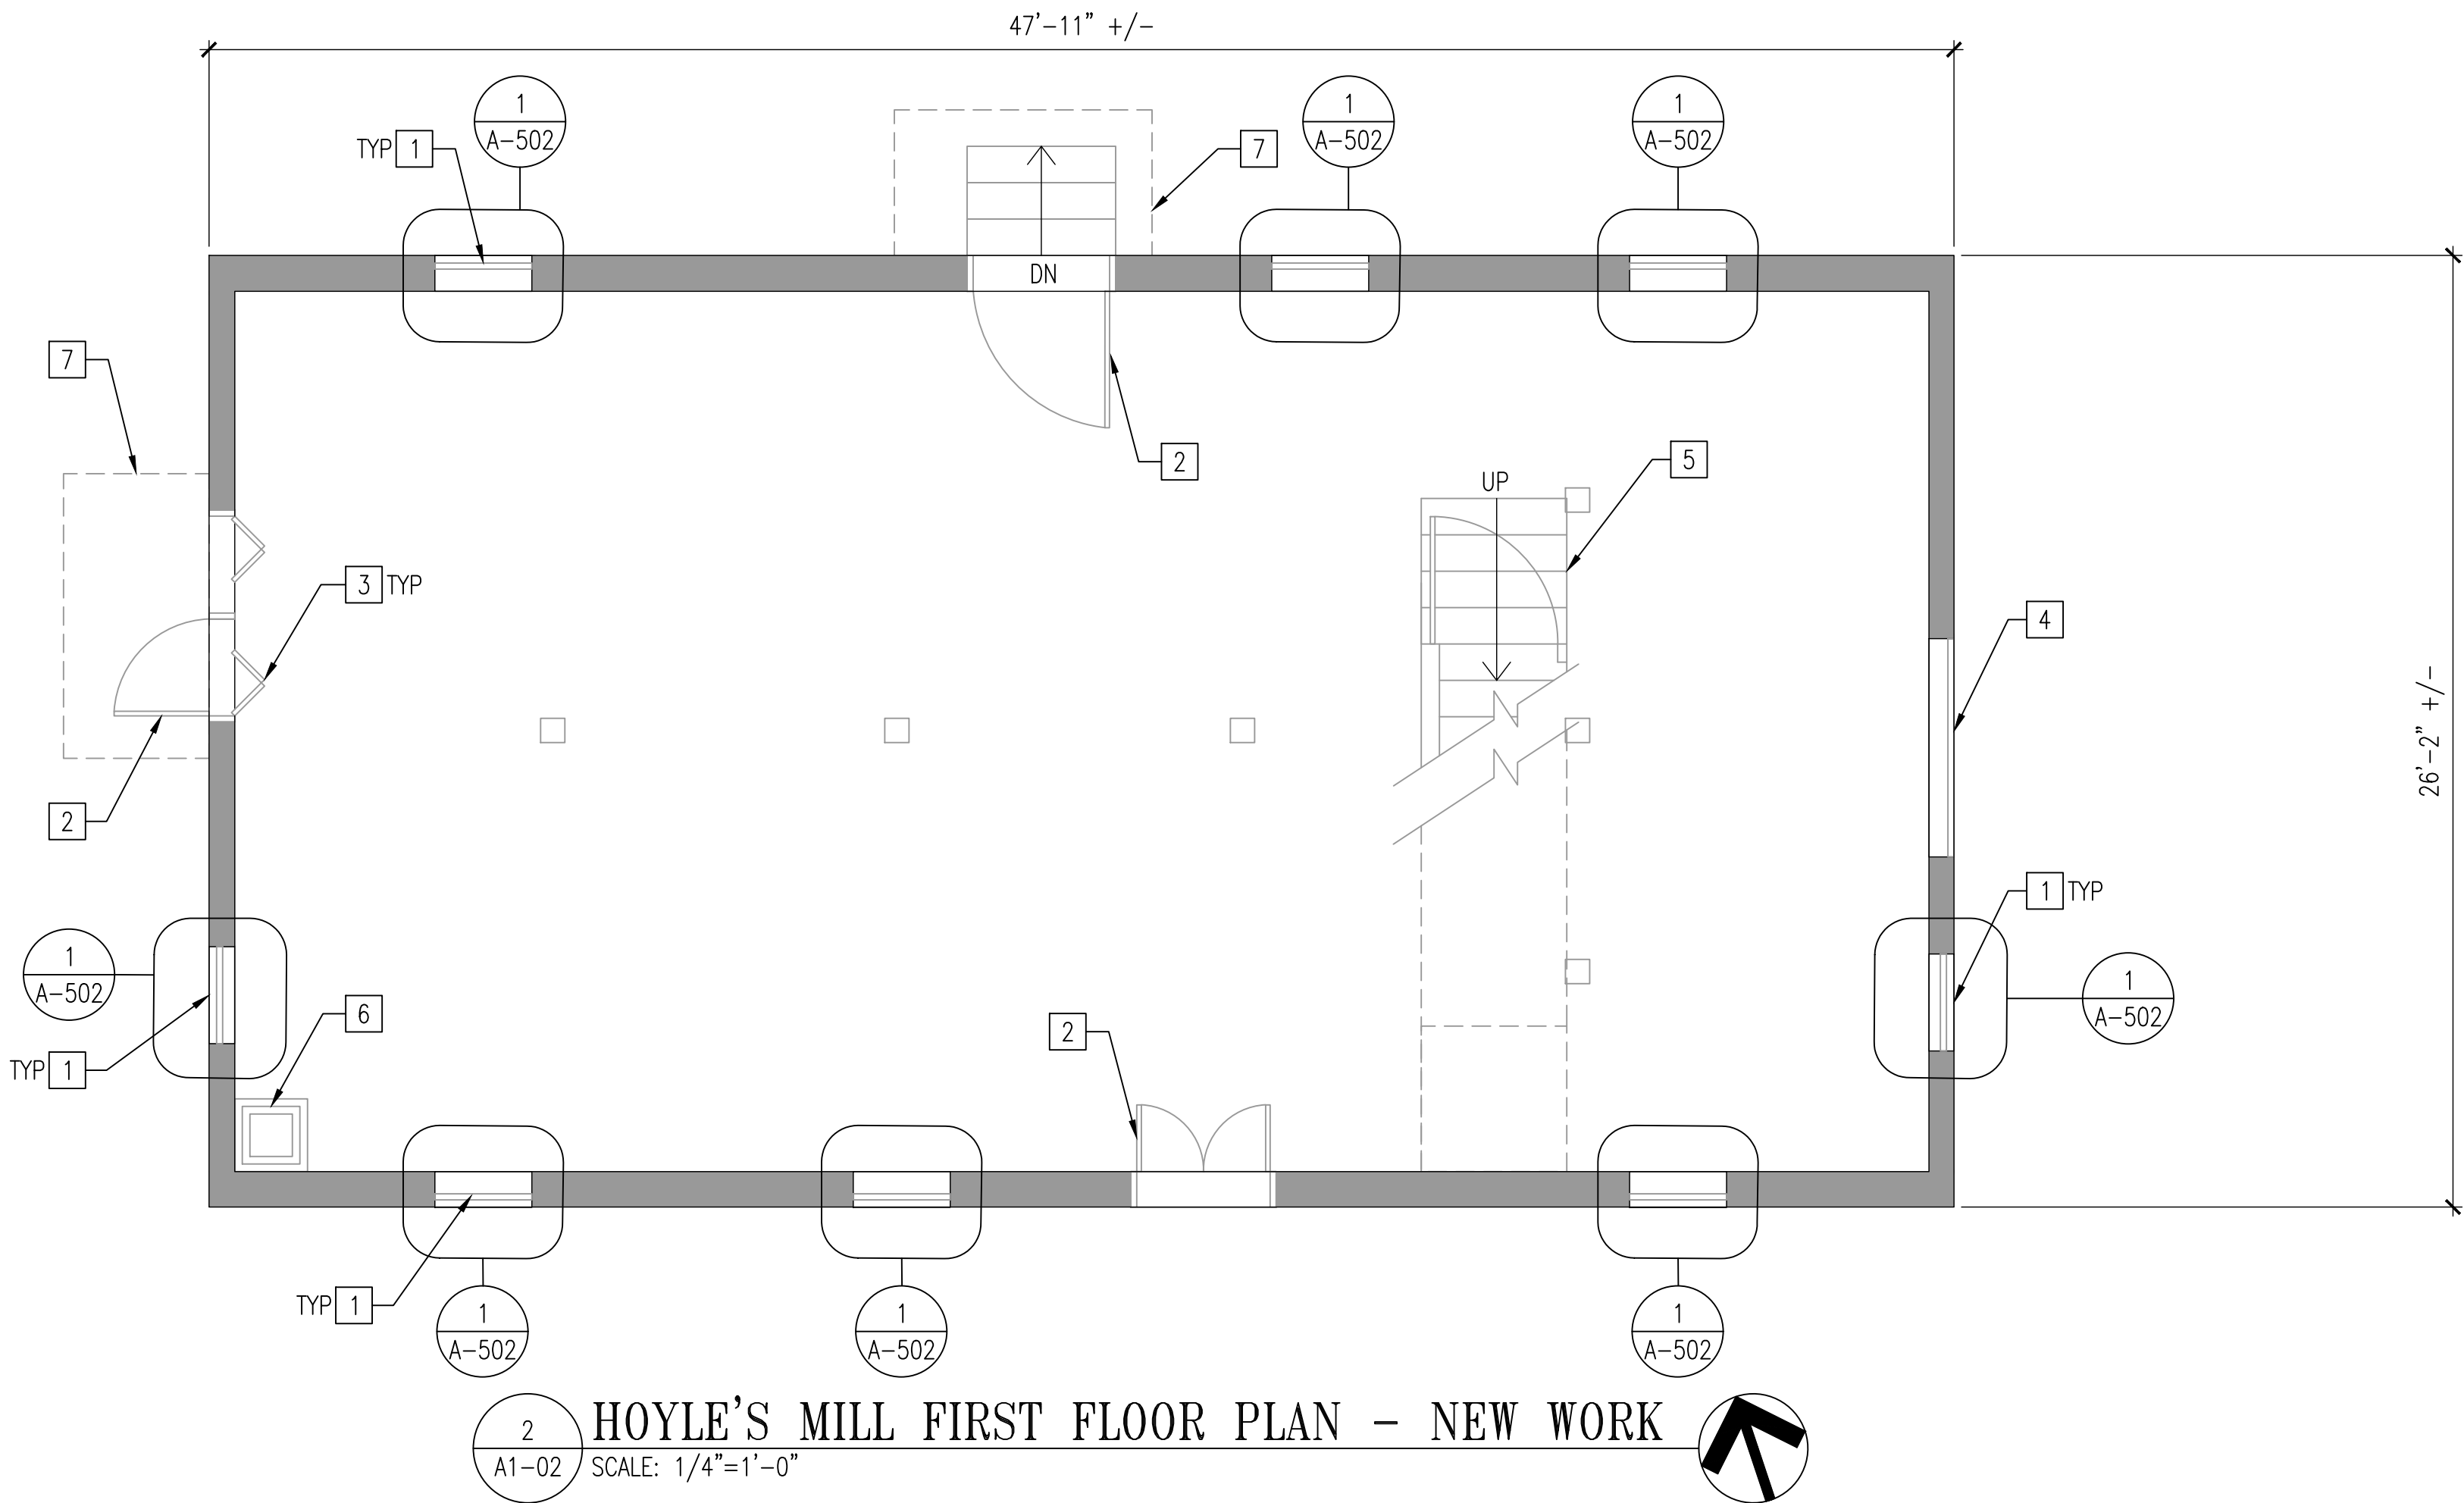 47'-11" +/-
1
A-502
1
A-502
1
A-502
TYP 1
7
DN
7
2
UP
5
3 TYP
4
26'-2" +/-
2
1 TYP
1
A-502
1
A-502
6
2
TYP 1
TYP 1
1
A-502
1
A-502
1
A-502
2
A1-02
HOYLE'S MILL FIRST FLOOR PLAN - NEW WORK
SCALE: 1/4"=1'-0"